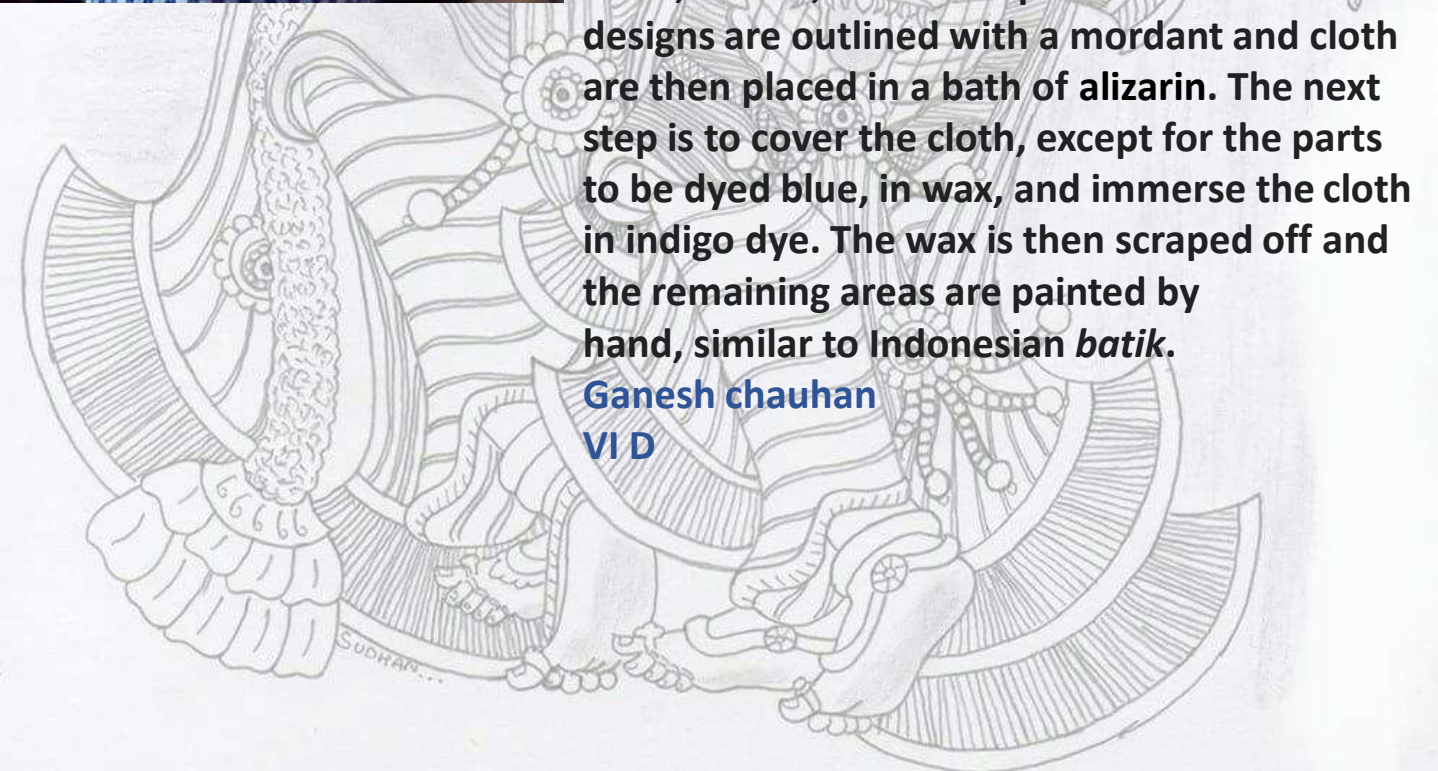 designs are outlined with a mordant and cloth
are then placed in a bath of alizarin. The next
step is to cover the cloth, except for the parts
to be dyed blue, in wax, and immerse the cloth
in indigo dye. The wax is then scraped off and
the remaining areas are painted by
hand, similar to Indonesian batik.
Ganesh chauhan
VI D
SUDHAN...